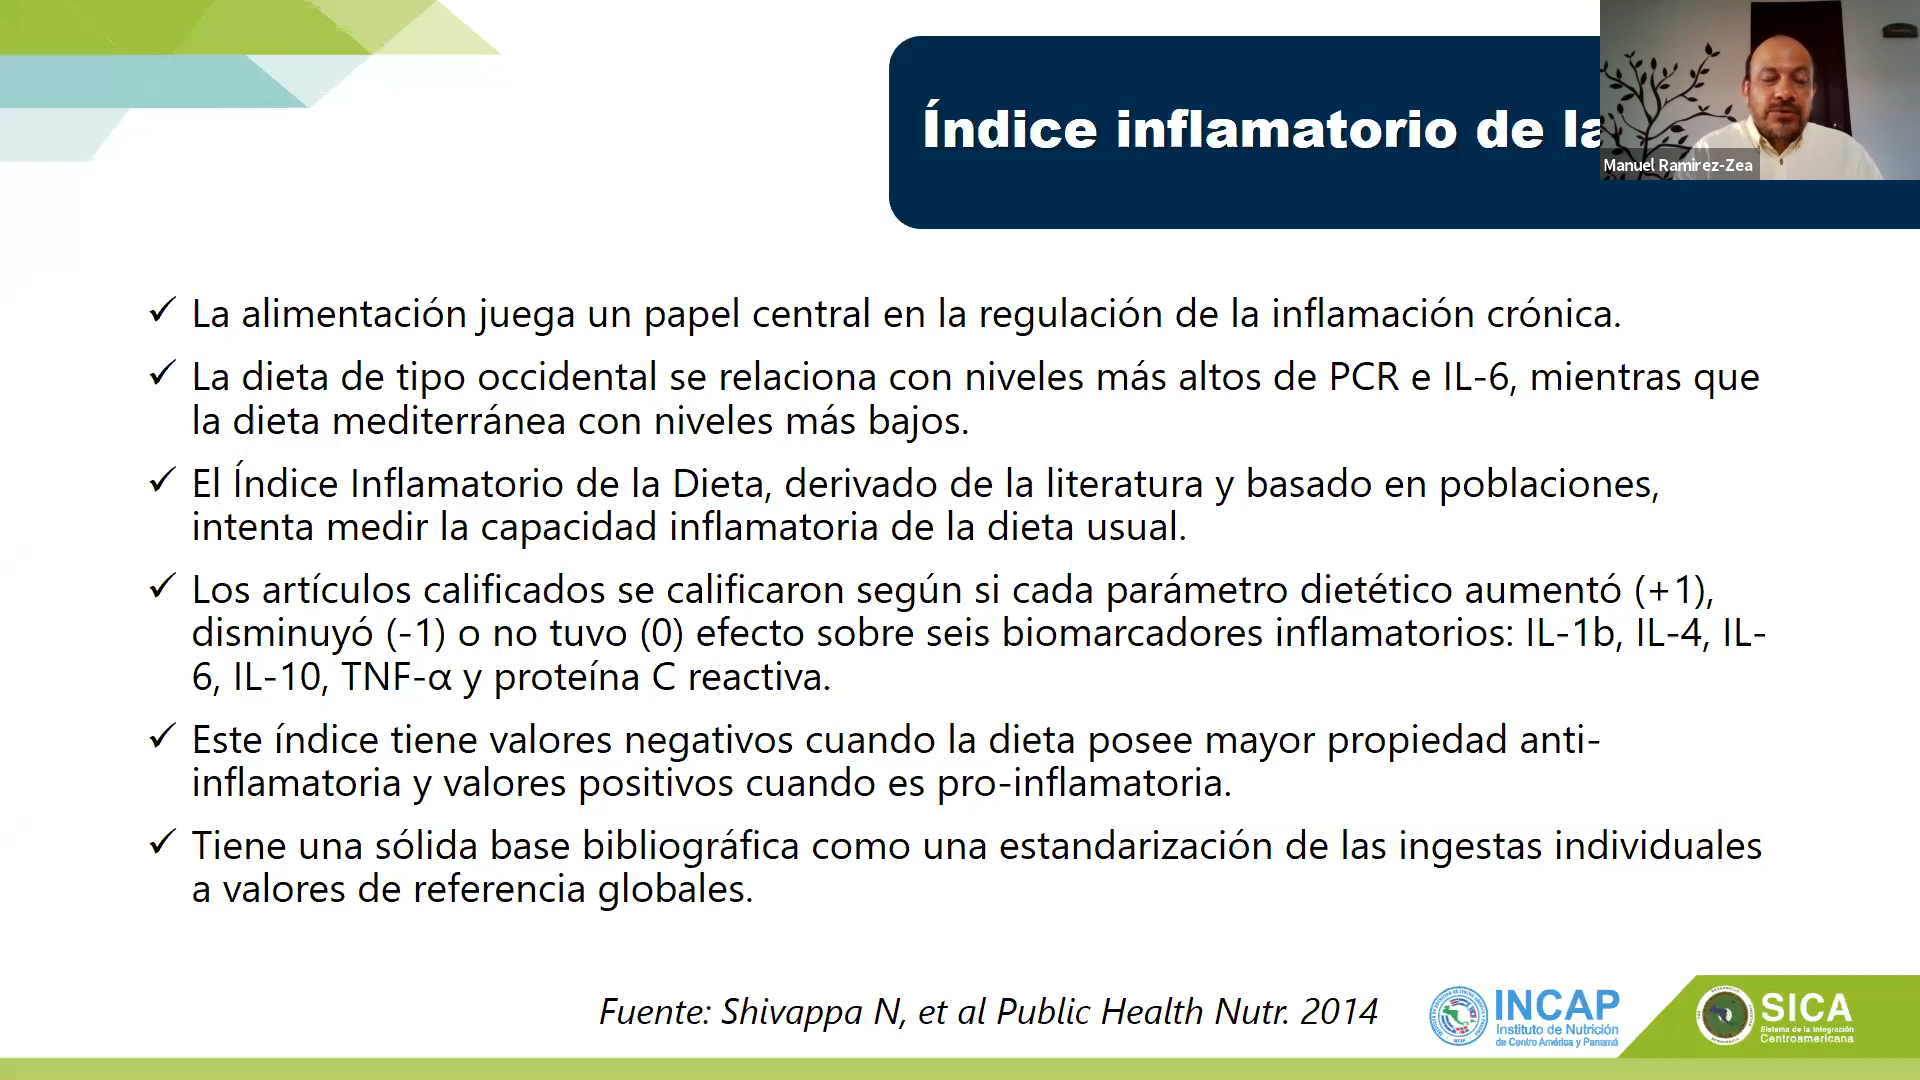 Índice inflamatorio de la
Manuel Ramirez-Zea
✓ La alimentación juega un papel central en la regulación de la inflamación crónica.
✓ La dieta de tipo occidental se relaciona con niveles más altos de PCR e IL-6, mientras que
la dieta mediterránea con niveles más bajos.
✓ El Índice Inflamatorio de la Dieta, derivado de la literatura y basado en poblaciones,
intenta medir la capacidad inflamatoria de la dieta usual.
✓ Los artículos calificados se calificaron según si cada parámetro dietético aumentó (+1),
disminuyó (-1) o no tuvo (0) efecto sobre seis biomarcadores inflamatorios: IL-1b, IL-4, IL-
6, IL-10, TNF-α y proteína C reactiva.
✓ Este índice tiene valores negativos cuando la dieta posee mayor propiedad anti-
inflamatoria y valores positivos cuando es pro-inflamatoria.
✓ Tiene una sólida base bibliográfica como una estandarización de las ingestas individuales
a valores de referencia globales.
Fuente: Shivappa N, et al Public Health Nutr. 2014
INCAP
Instituto de Nutrición
de Centro América y Panamá
SICA
Sistema de la Integración
Centroamericana